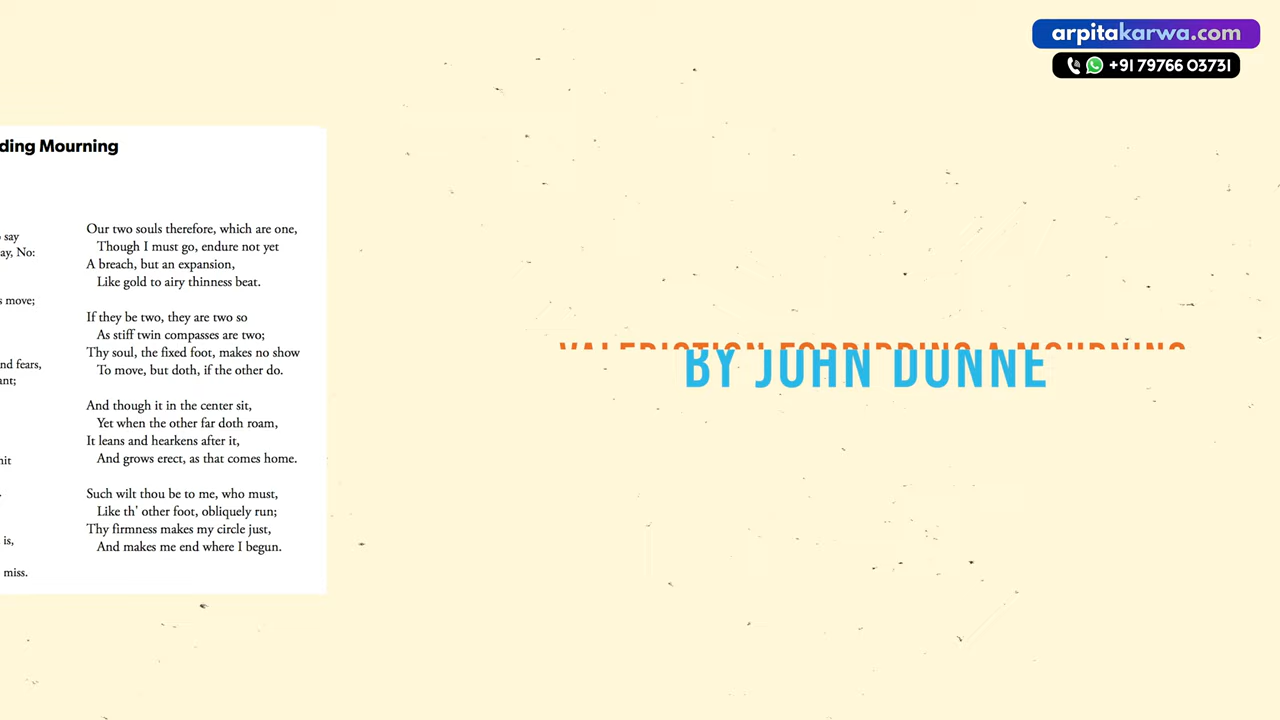 arpitakarwa.com
+91 79766 03731
ding Mourning
say
ay, No:
s move;
nd fears,
ant;
nit
is,
miss.
Our two souls therefore, which are one,
Though I must go, endure not yet
A breach, but an expansion,
Like gold to airy thinness beat.
If they be two, they are two so
As stiff twin compasses are two;
Thy soul, the fixed foot, makes no show
To move, but doth, if the other do.
And though it in the center sit,
Yet when the other far doth roam,
It leans and hearkens after it,
And grows erect, as that comes home.
Such wilt thou be to me, who must,
Like th' other foot, obliquely run;
Thy firmness makes my circle just,
And makes me end where I begun.
VALEDICTION FORBIDDING A MOURNING
BY JOHN DUNNE